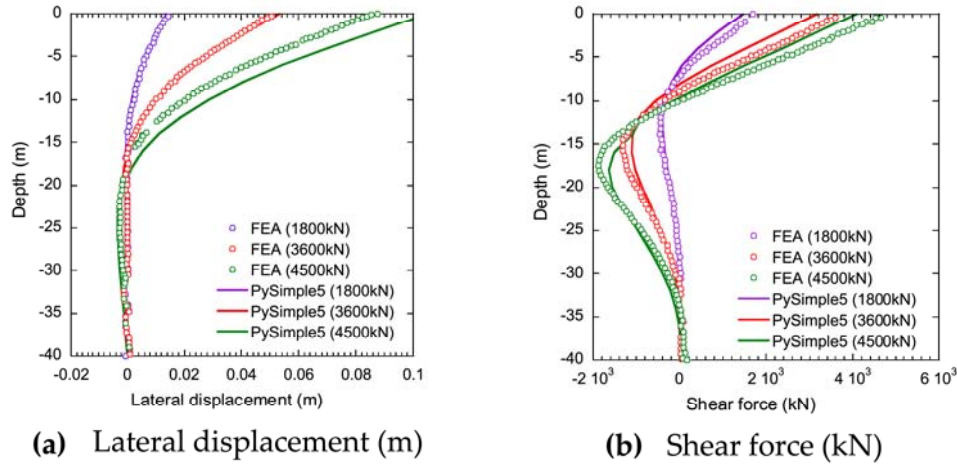 0
-5
-10
-15
-20
-25
-30
-35
-40
Depth (m)
FEA (1800kN)
FEA (3600kN)
FEA (4500kN)
PySimple5 (1800kN)
PySimple5 (3600kN)
PySimple5 (4500kN)
-0.02 0 0.02 0.04 0.06 0.08 0.1
Lateral displacement (m)
(a) Lateral displacement (m)
0
-5
-10
-15
-20
-25
-30
-35
-40
Depth (m)
FEA (1800kN)
FEA (3600kN)
FEA (4500kN)
PySimple5 (1800kN)
PySimple5 (3600kN)
PySimple5 (4500kN)
-2 10³ 0 2 10³ 4 10³ 6 10³
Shear force (kN)
(b) Shear force (kN)